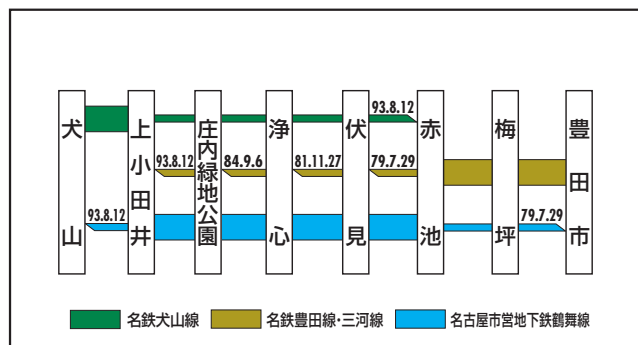 犬山
上小田井
庄内緑地公園
浄心
伏見
赤池
梅坪
豊田市
93.8.12
93.8.12
84.9.6
81.11.27
79.7.29
93.8.12
79.7.29
名鉄犬山線
名鉄豊田線・三河線
名古屋市営地下鉄鶴舞線